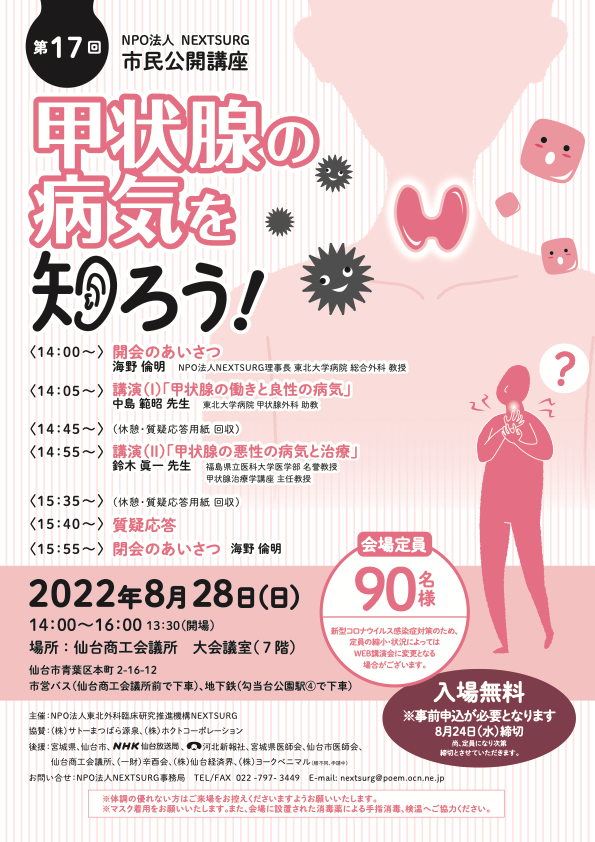 第17回
NPO法人 NEXTSURG
市民公開講座
甲状腺の
病気を
知ろう!
〈14:00〜〉 開会のあいさつ
海野 倫明 NPO法人NEXTSURG理事長 東北大学病院 総合外科 教授
〈14:05〜〉 講演(Ⅰ)「甲状腺の働きと良性の病気」
中島 範昭 先生 東北大学病院 甲状腺外科 助教
〈14:45〜〉 (休憩・質疑応答用紙 回収)
〈14:55〜〉 講演(Ⅱ)「甲状腺の悪性の病気と治療」
鈴木 眞一 先生 福島県立医科大学医学部 名誉教授
甲状腺治療学講座 主任教授
〈15:35〜〉 (休憩・質疑応答用紙 回収)
〈15:40〜〉 質疑応答
〈15:55〜〉 閉会のあいさつ 海野 倫明
?
会場定員
90名様
新型コロナウイルス感染症対策のため、
定員の縮小・状況によっては
WEB講演会に変更となる
場合がございます。
2022年8月28日(日)
14:00〜16:00 13:30(開場)
場所:仙台商工会議所 大会議室(7階)
仙台市青葉区本町 2-16-12
市営バス(仙台商工会議所前で下車)、地下鉄(勾当台公園駅④で下車)
入場無料
※事前申込が必要となります
8月24日(水)締切
尚、定員になり次第
締切とさせていただきます。
主催:NPO法人東北外科臨床研究推進機構NEXTSURG
協賛:(株)サトーまつばら源泉、(株)ホクトコーポレーション
後援:宮城県、仙台市、NHK仙台放送局、河北新報社、宮城県医師会、仙台市医師会、
仙台商工会議所、(一財)辛酉会、(株)仙台経済界、(株)ヨークベニマル(順不同、申請中)
お問い合せ:NPO法人NEXTSURG事務局 TEL/FAX 022-797-3449 E-mail: nextsurg@poem.ocn.ne.jp
※体調の優れない方はご来場をお控えくださいますようお願いいたします。
※マスク着用をお願いいたします。また、会場に設置された消毒薬による手指消毒、検温へご協力ください。